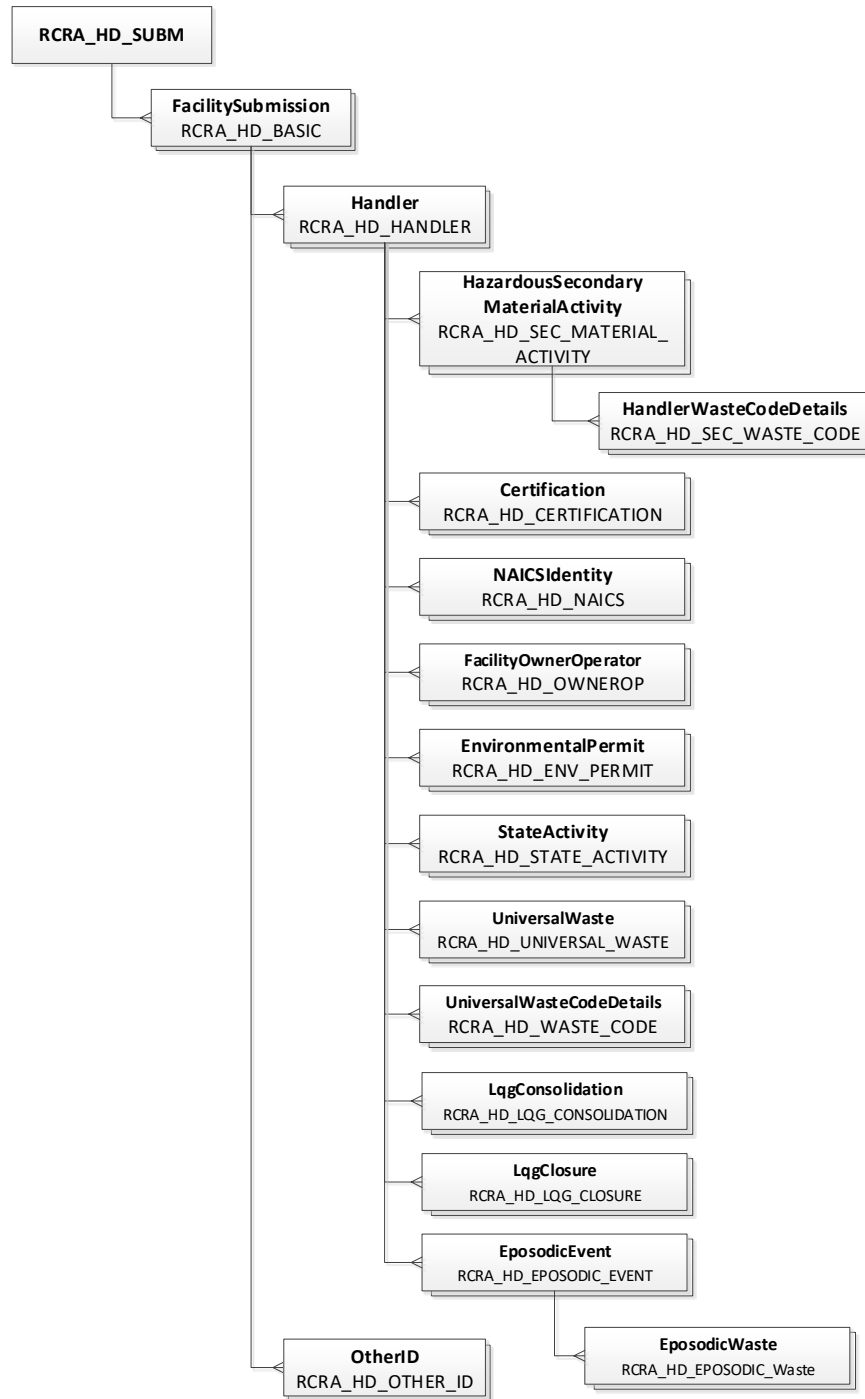 RCRA_HD_SUBM
FacilitySubmission
RCRA_HD_BASIC
Handler
RCRA_HD_HANDLER
HazardousSecondary
MaterialActivity
RCRA_HD_SEC_MATERIAL_
ACTIVITY
HandlerWasteCodeDetails
RCRA_HD_SEC_WASTE_CODE
Certification
RCRA_HD_CERTIFICATION
NAICSIdentity
RCRA_HD_NAICS
FacilityOwnerOperator
RCRA_HD_OWNEROP
EnvironmentalPermit
RCRA_HD_ENV_PERMIT
StateActivity
RCRA_HD_STATE_ACTIVITY
UniversalWaste
RCRA_HD_UNIVERSAL_WASTE
UniversalWasteCodeDetails
RCRA_HD_WASTE_CODE
LqgConsolidation
RCRA_HD_LQG_CONSOLIDATION
LqgClosure
RCRA_HD_LQG_CLOSURE
EposodicEvent
RCRA_HD_EPOSODIC_EVENT
EposodicWaste
RCRA_HD_EPOSODIC_Waste
OtherID
RCRA_HD_OTHER_ID